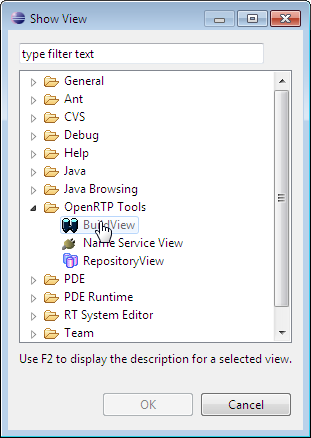 Show View
type filter text
General
Ant
CVS
Debug
Help
Java
Java Browsing
OpenRTP Tools
BuildView
Name Service View
RepositoryView
PDE
PDE Runtime
RT System Editor
Team
Use F2 to display the description for a selected view.
OK
Cancel